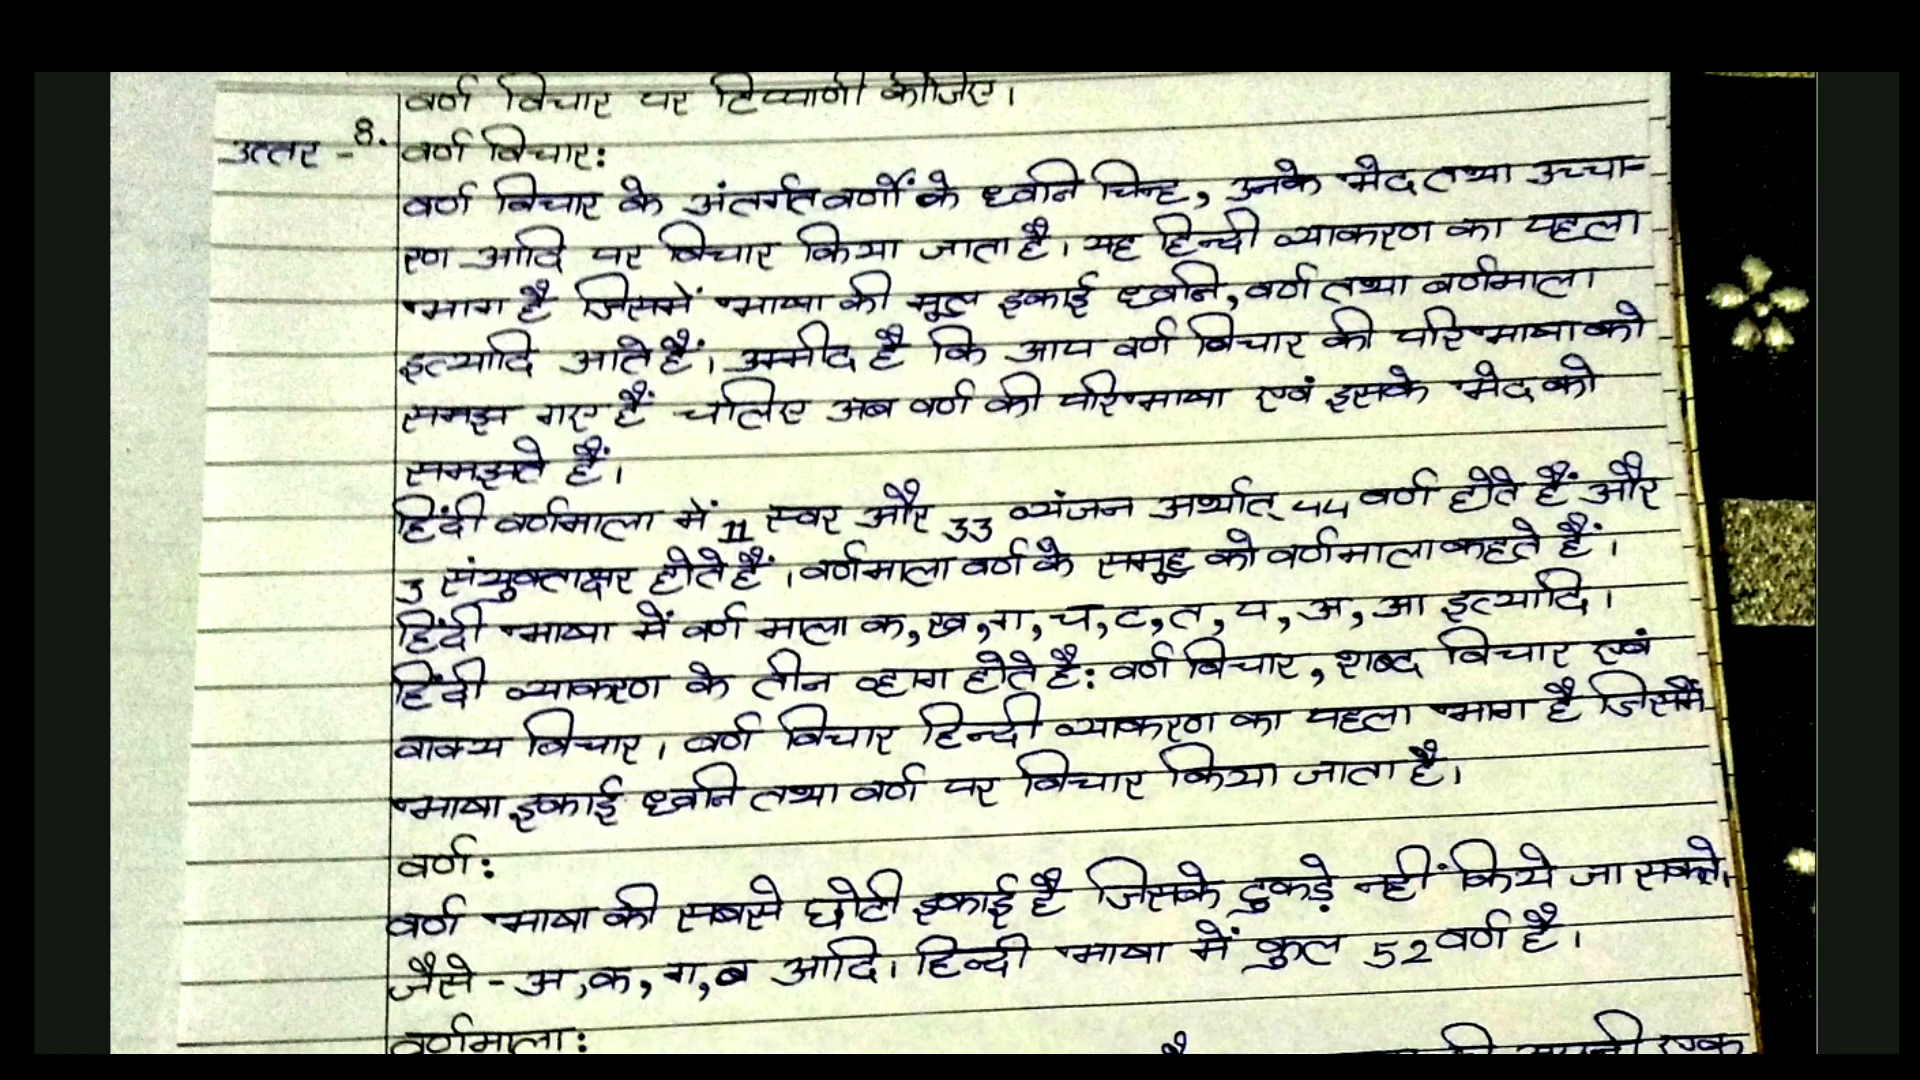 वर्ण विचार पर टिप्पाणी कीजिए।
उत्तर - 8. वर्ण विचार:
वर्ण विचार के अंतर्गत वर्णों के ध्वनि चिन्ह, उनके भेद तथा उच्चा-
रण आदि पर विचार किया जाता है। यह हिन्दी व्याकरण का पहला
भाग है जिसमें भाषा की मूल इकाई ध्वनि, वर्ण तथा वर्णमाला
इत्यादि आते हैं। उम्मीद है कि आप वर्ण विचार की परिभाषा को
समझ गए हैं चलिए अब वर्ण की परिभाषा एवं इसके भेद को
समझते हैं।
हिंदी वर्णमाला में 11 स्वर और 33 व्यंजन अर्थात् 44 वर्ण होते हैं और
3 संयुक्ताक्षर होते हैं। वर्णमाला वर्ण के समूह को वर्णमाला कहते हैं।
हिंदी भाषा में वर्ण माला क, ख, ग, च, ट, त, य, अ, आ इत्यादि।
हिंदी व्याकरण के तीन व्हाग होते है: वर्ण विचार, शब्द विचार एवं
वाक्य विचार। वर्ण विचार हिन्दी व्याकरण का पहला भाग है जिसमें
भाषा इकाई ध्वनि तथा वर्ण पर विचार किया जाता है।
वर्ण:
वर्ण भाषा की सबसे छोटी इकाई है जिसके टुकड़े नहीं किये जा सकते।
जैसे - अ, क, ग, ब आदि। हिन्दी भाषा में कुल 52 वर्ण है।
वर्णमाला: